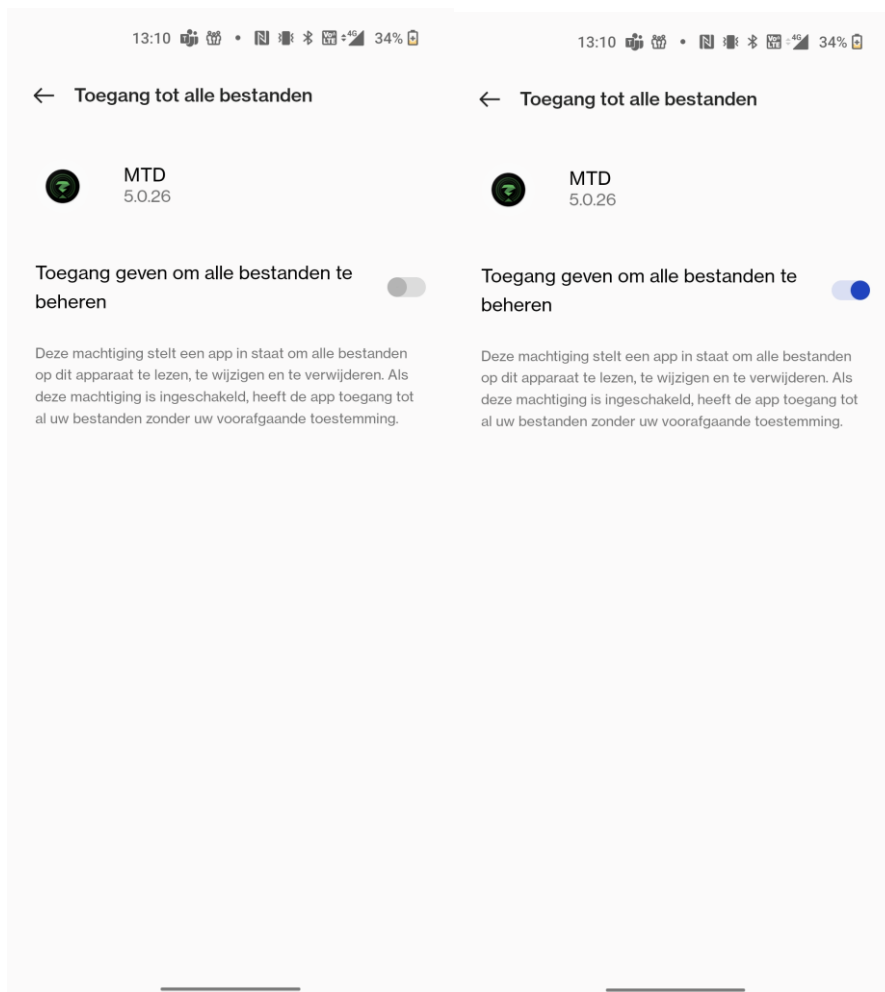 13:10 4G 34%
Toegang tot alle bestanden
MTD
5.0.26
Toegang geven om alle bestanden te
beheren
Deze machtiging stelt een app in staat om alle bestanden
op dit apparaat te lezen, te wijzigen en te verwijderen. Als
deze machtiging is ingeschakeld, heeft de app toegang tot
al uw bestanden zonder uw voorafgaande toestemming.
13:10 4G 34%
Toegang tot alle bestanden
MTD
5.0.26
Toegang geven om alle bestanden te
beheren
Deze machtiging stelt een app in staat om alle bestanden
op dit apparaat te lezen, te wijzigen en te verwijderen. Als
deze machtiging is ingeschakeld, heeft de app toegang tot
al uw bestanden zonder uw voorafgaande toestemming.